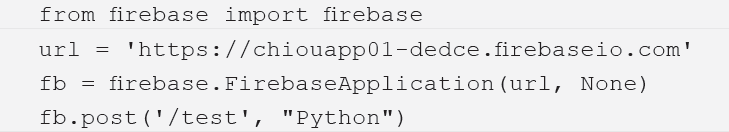 from firebase import firebase
url = 'https://chiouapp01-dedce.firebaseio.com'
fb = firebase.FirebaseApplication(url, None)
fb.post('/test', "Python")